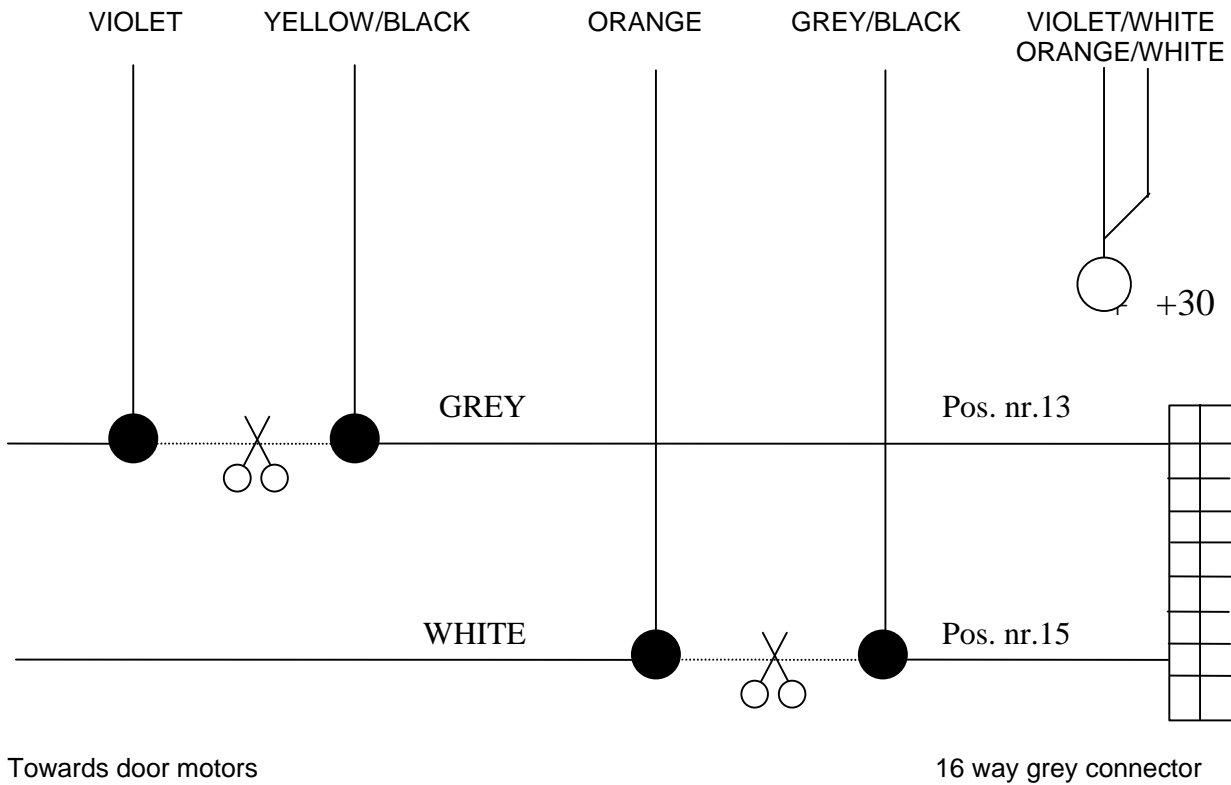 VIOLET YELLOW/BLACK ORANGE GREY/BLACK VIOLET/WHITE
ORANGE/WHITE
+30
GREY Pos. nr.13
WHITE Pos. nr.15
Towards door motors 16 way grey connector